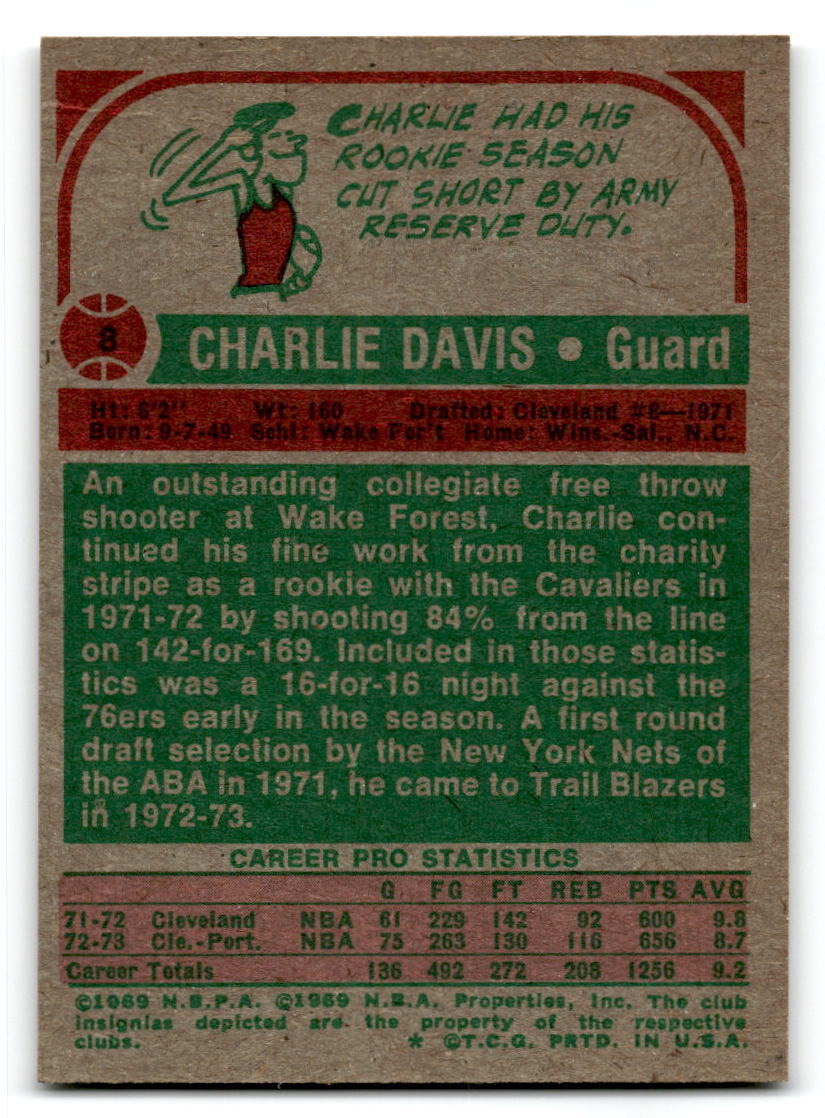 CHARLIE HAD HIS
ROOKIE SEASON
CUT SHORT BY ARMY
RESERVE DUTY.
8
CHARLIE DAVIS • Guard
Ht: 6'2" Wt: 160 Drafted: Cleveland #8—1971
Born: 9-7-49 Schl: Wake For't Home: Wins.-Sal., N.C.
An outstanding collegiate free throw
shooter at Wake Forest, Charlie con-
tinued his fine work from the charity
stripe as a rookie with the Cavaliers in
1971-72 by shooting 84% from the line
on 142-for-169. Included in those statis-
tics was a 16-for-16 night against the
76ers early in the season. A first round
draft selection by the New York Nets of
the ABA in 1971, he came to Trail Blazers
in 1972-73.
CAREER PRO STATISTICS
G FG FT REB PTS AVG
71-72 Cleveland NBA 61 229 142 92 600 9.8
72-73 Cle.-Port. NBA 75 263 130 116 656 8.7
Career Totals 136 492 272 208 1256 9.2
©1969 N.B.P.A. ©1969 N.B.A. Properties, Inc. The club
insignias depicted are the property of the respective
clubs. * ©T.C.G. PRTD. IN U.S.A.